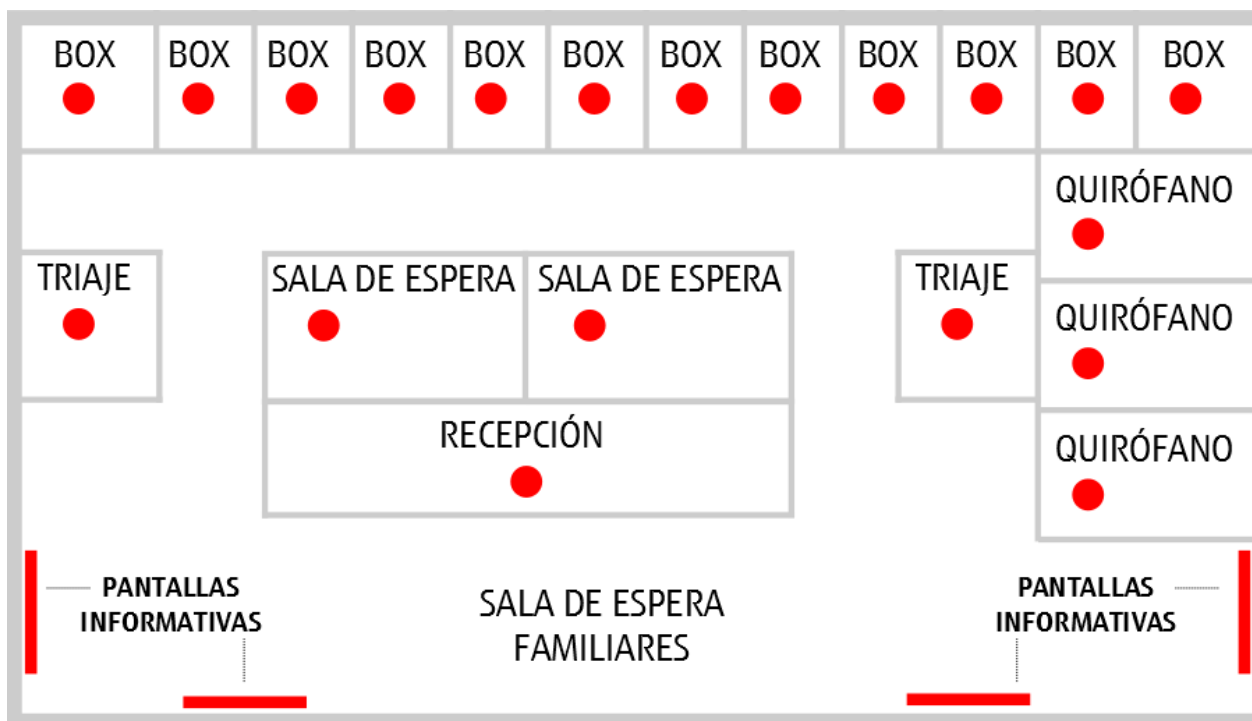 BOX BOX BOX BOX BOX BOX BOX BOX BOX BOX BOX BOX
QUIRÓFANO
TRIAJE SALA DE ESPERA SALA DE ESPERA TRIAJE
QUIRÓFANO
RECEPCIÓN
QUIRÓFANO
PANTALLAS
INFORMATIVAS
SALA DE ESPERA
FAMILIARES
PANTALLAS
INFORMATIVAS